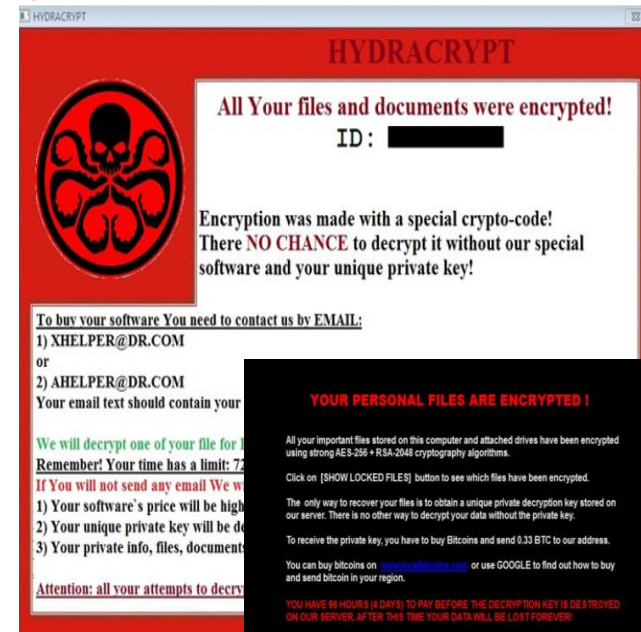 HYDRACRYPT
HYDRACRYPT
All Your files and documents were encrypted!
ID:
Encryption was made with a special crypto-code!
There NO CHANCE to decrypt it without our special
software and your unique private key!
To buy your software You need to contact us by EMAIL:
1) XHELPER@DR.COM
or
2) AHELPER@DR.COM
Your email text should contain your
We will decrypt one of your file for
Remember! Your time has a limit: 72
If You will not send any email We
1) Your software`s price will be high
2) Your unique private key will be
3) Your private info, files,
Attention: all your attempts to
YOUR PERSONAL FILES ARE ENCRYPTED !
All your important files stored on this computer and attached drives have been encrypted
using strong AES-256 + RSA-2048 cryptography algorithms.
Click on [SHOW LOCKED FILES] button to see which files have been encrypted.
The only way to recover your files is to obtain a unique private decryption key stored on
our server. There is no other way to decrypt your data without the private key.
To receive the private key, you have to buy Bitcoins and send 0.33 BTC to our address.
You can buy bitcoins on www.localbitcoins.com or use GOOGLE to find out how to buy
and send bitcoin in your region.
YOU HAVE 96 HOURS (4 DAYS) TO PAY BEFORE THE DECRYPTION KEY IS DESTROYED
ON OUR SERVER. AFTER THIS TIME YOUR DATA WILL BE LOST FOREVER!